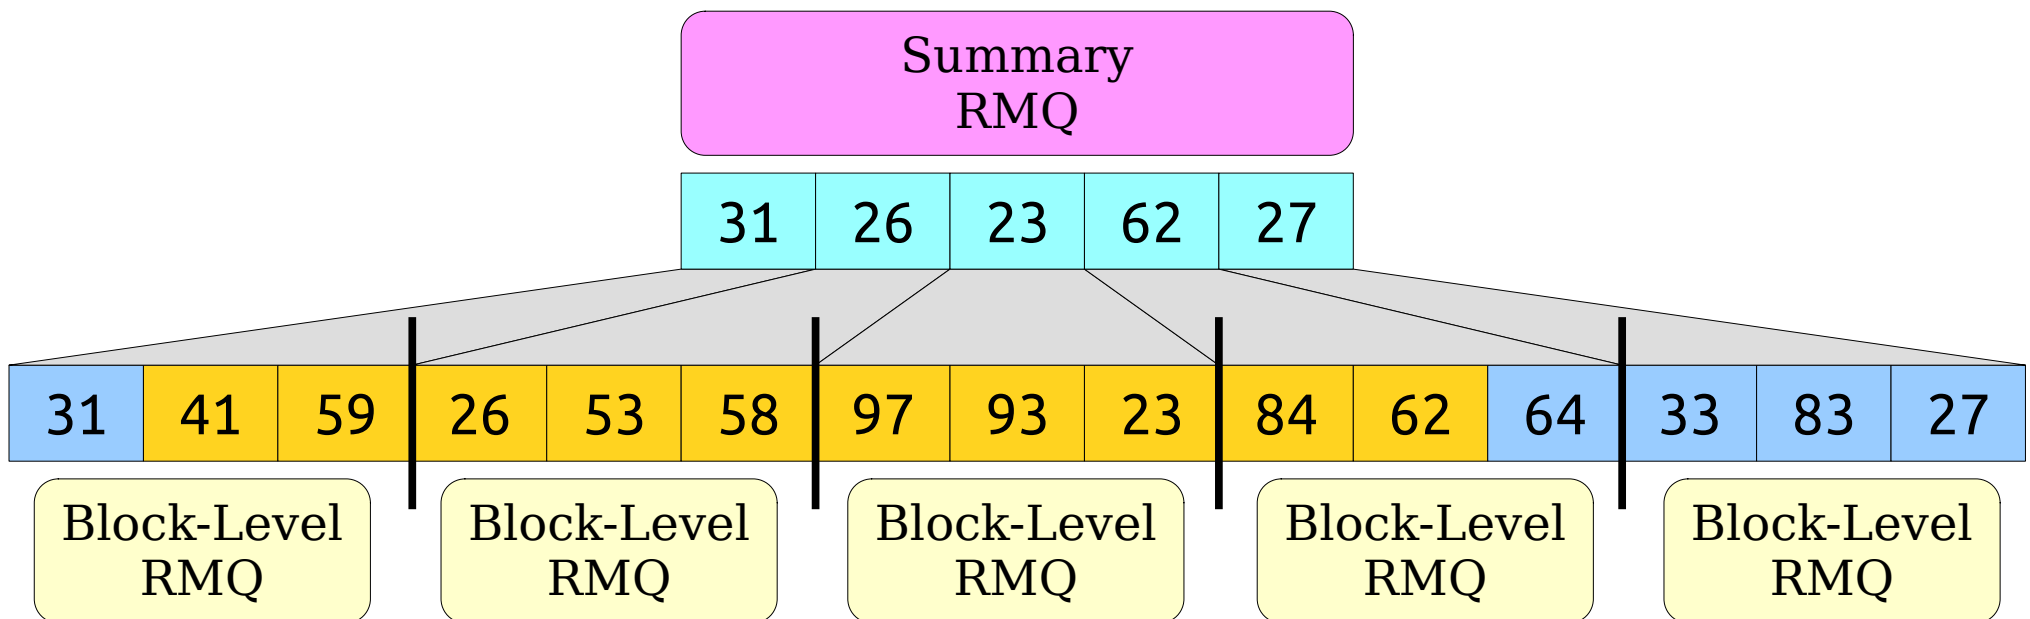 Summary
RMQ
31 26 23 62 27
31 41 59 26 53 58 97 93 23 84 62 64 33 83 27
Block-Level Block-Level Block-Level Block-Level Block-Level
RMQ RMQ RMQ RMQ RMQ